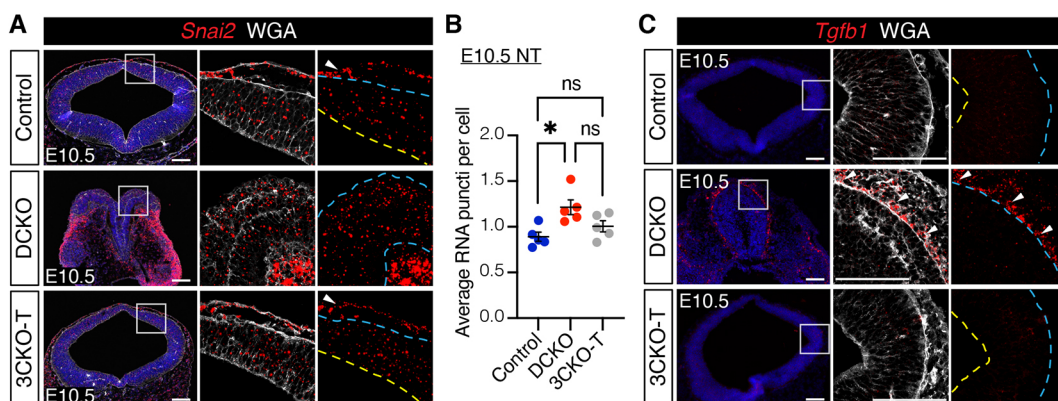 A
Snai2 WGA
Control
E10.5
DCKO
E10.5
3CKO-T
E10.5
B
E10.5 NT
ns
* ns
Average RNA puncti per cell
2.0
1.5
1.0
0.5
0.0
Control
DCKO
3CKO-T
C
Tgfb1 WGA
Control
E10.5
DCKO
E10.5
3CKO-T
E10.5